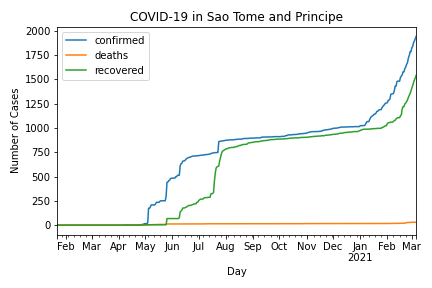 COVID-19 in Sao Tome and Principe
confirmed
deaths
recovered
Number of Cases
2000
1750
1500
1250
1000
750
500
250
0
Feb Mar Apr May Jun Jul Aug Sep Oct Nov Dec Jan Feb Mar
2021
Day